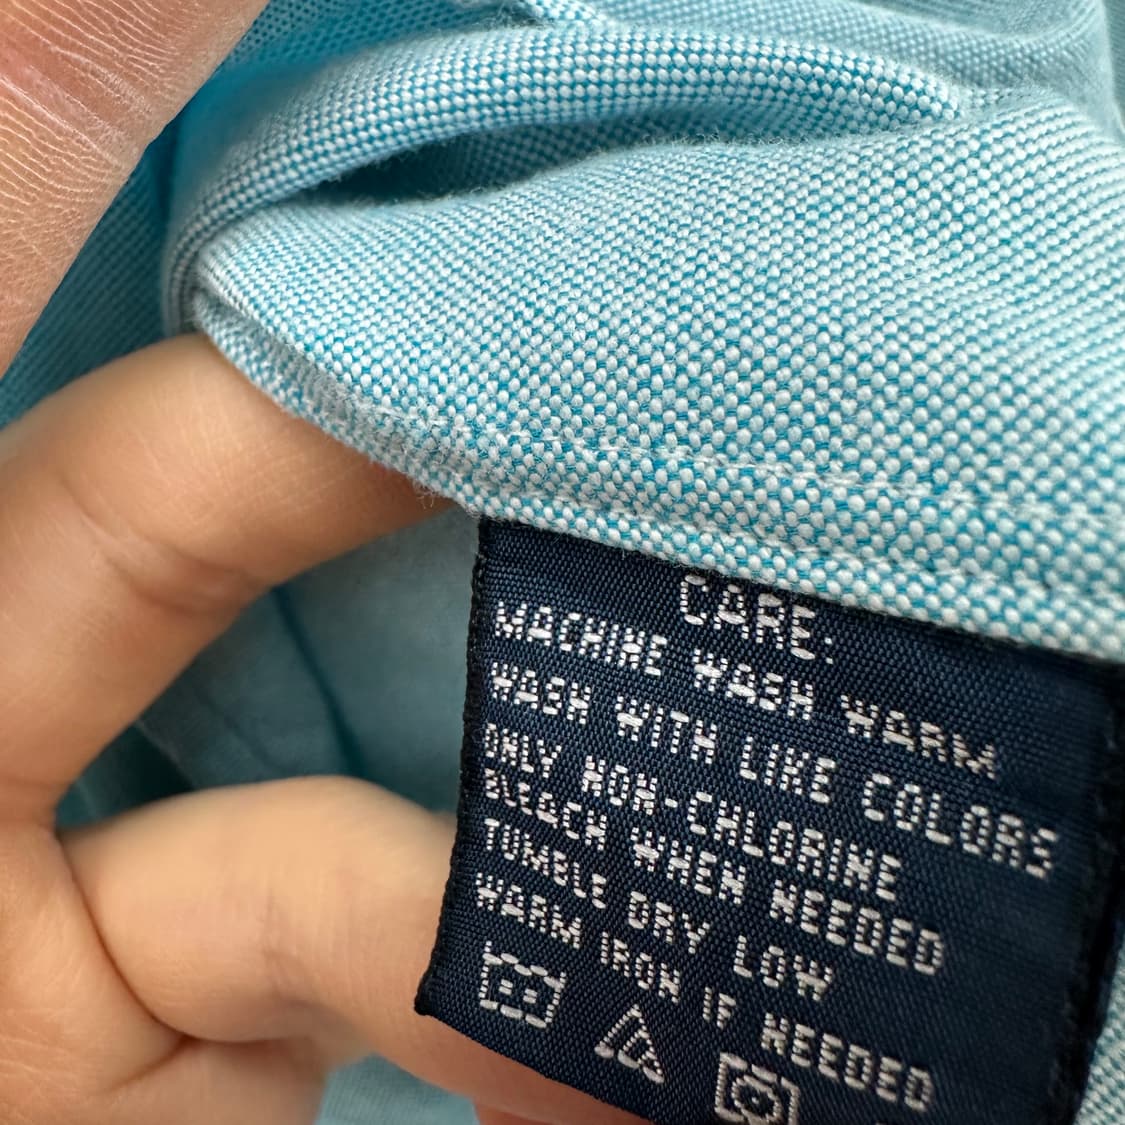 CARE:
MACHINE WASH WARM
WASH WITH LIKE COLORS
ONLY NON-CHLORINE
BLEACH WHEN NEEDED
TUMBLE DRY LOW
WARM IRON IF NEEDED